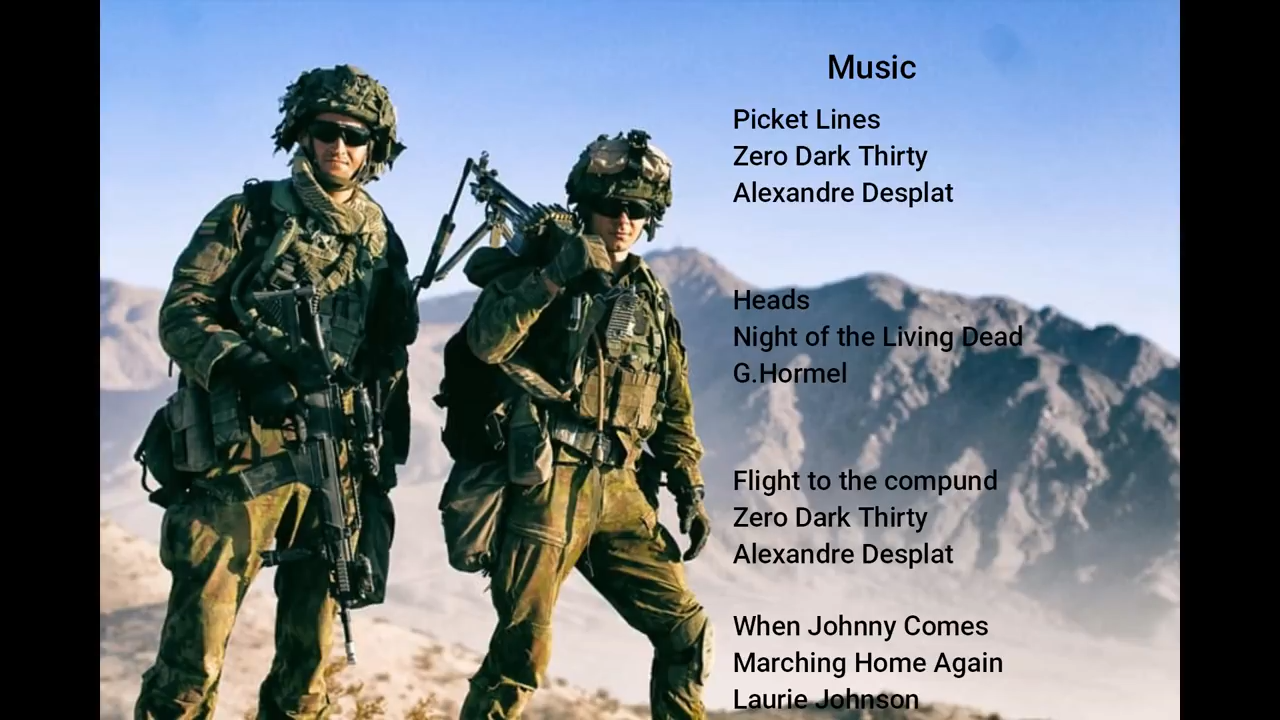 Music
Picket Lines
Zero Dark Thirty
Alexandre Desplat
Heads
Night of the Living Dead
G.Hormel
Flight to the compund
Zero Dark Thirty
Alexandre Desplat
When Johnny Comes
Marching Home Again
Laurie Johnson